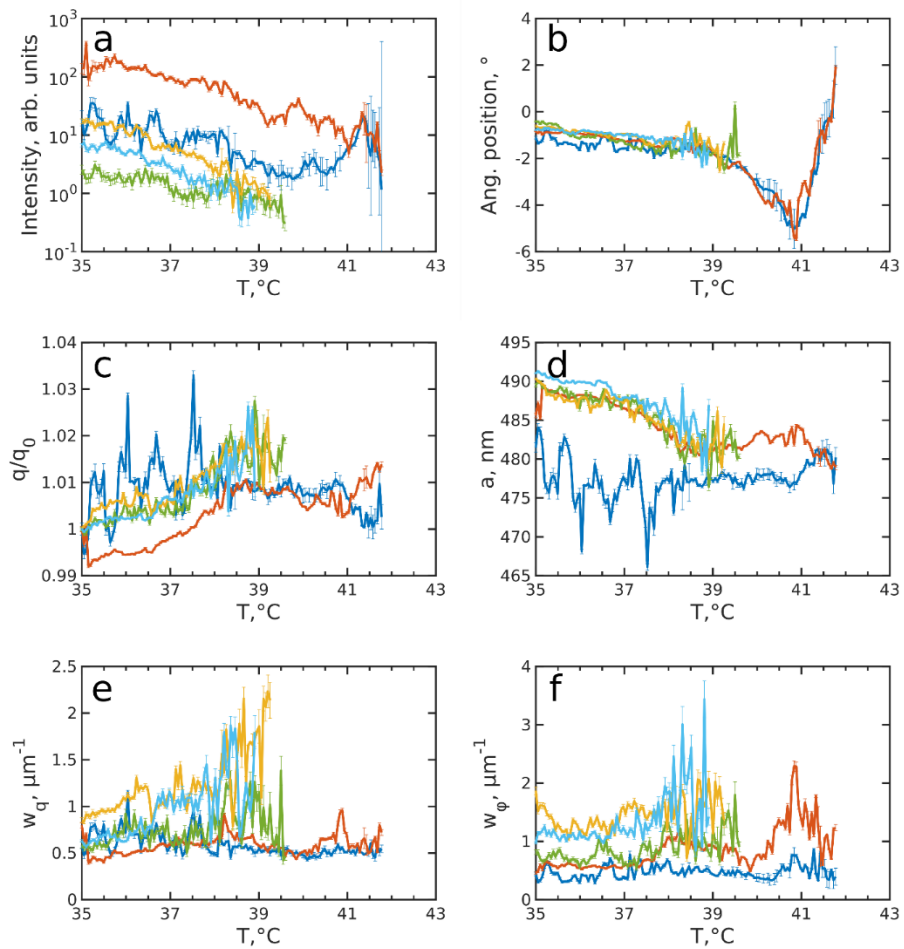 a
Intensity, arb. units
10³
10²
10¹
10⁰
10⁻¹
35 37 39 41 43
T,°C
b
Ang. position, °
0
-2
-4
-6
35 37 39 41 43
T,°C
c
q/q₀
1.04
1.03
1.02
1.01
1
0.99
35 37 39 41 43
T,°C
d
a, nm
495
490
485
480
475
470
465
35 37 39 41 43
T,°C
e
w_q, μm⁻¹
2.5
2
1.5
1
0.5
0
35 37 39 41 43
T,°C
f
w_φ, μm⁻¹
4
3
2
1
0
35 37 39 41 43
T,°C